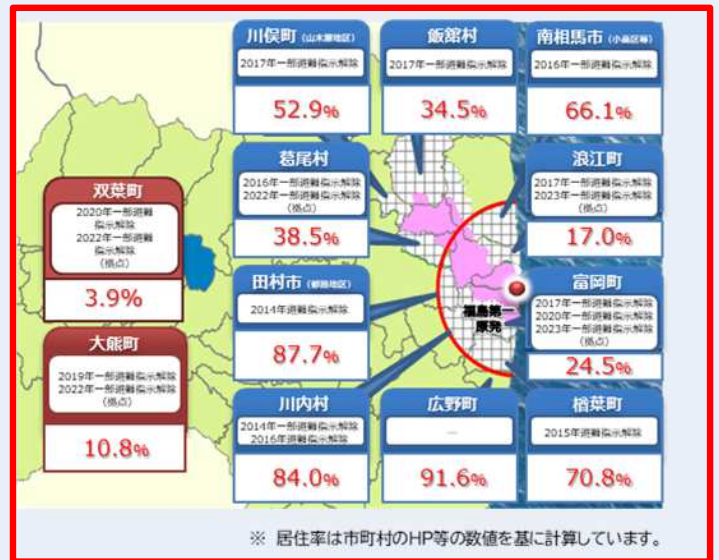 川俣町 (山木屋地区)
2017年一部避難指示解除
52.9%
飯舘村
2017年一部避難指示解除
34.5%
南相馬市 (小高区等)
2016年一部避難指示解除
66.1%
葛尾村
2016年一部避難指示解除
2022年一部避難指示解除
(拠点)
38.5%
浪江町
2017年一部避難指示解除
2023年一部避難指示解除
(拠点)
17.0%
双葉町
2020年一部避難
指示解除
2022年一部避難
指示解除
(拠点)
3.9%
田村市 (都路地区)
2014年避難指示解除
87.7%
福島第一
原発
富岡町
2017年一部避難指示解除
2020年一部避難指示解除
2023年一部避難指示解除
(拠点)
24.5%
大熊町
2019年一部避難指示解除
2022年一部避難指示解除
(拠点)
10.8%
川内村
2014年一部避難指示解除
2016年避難指示解除
84.0%
広野町
―
91.6%
楢葉町
2015年避難指示解除
70.8%
※ 居住率は市町村のHP等の数値を基に計算しています。